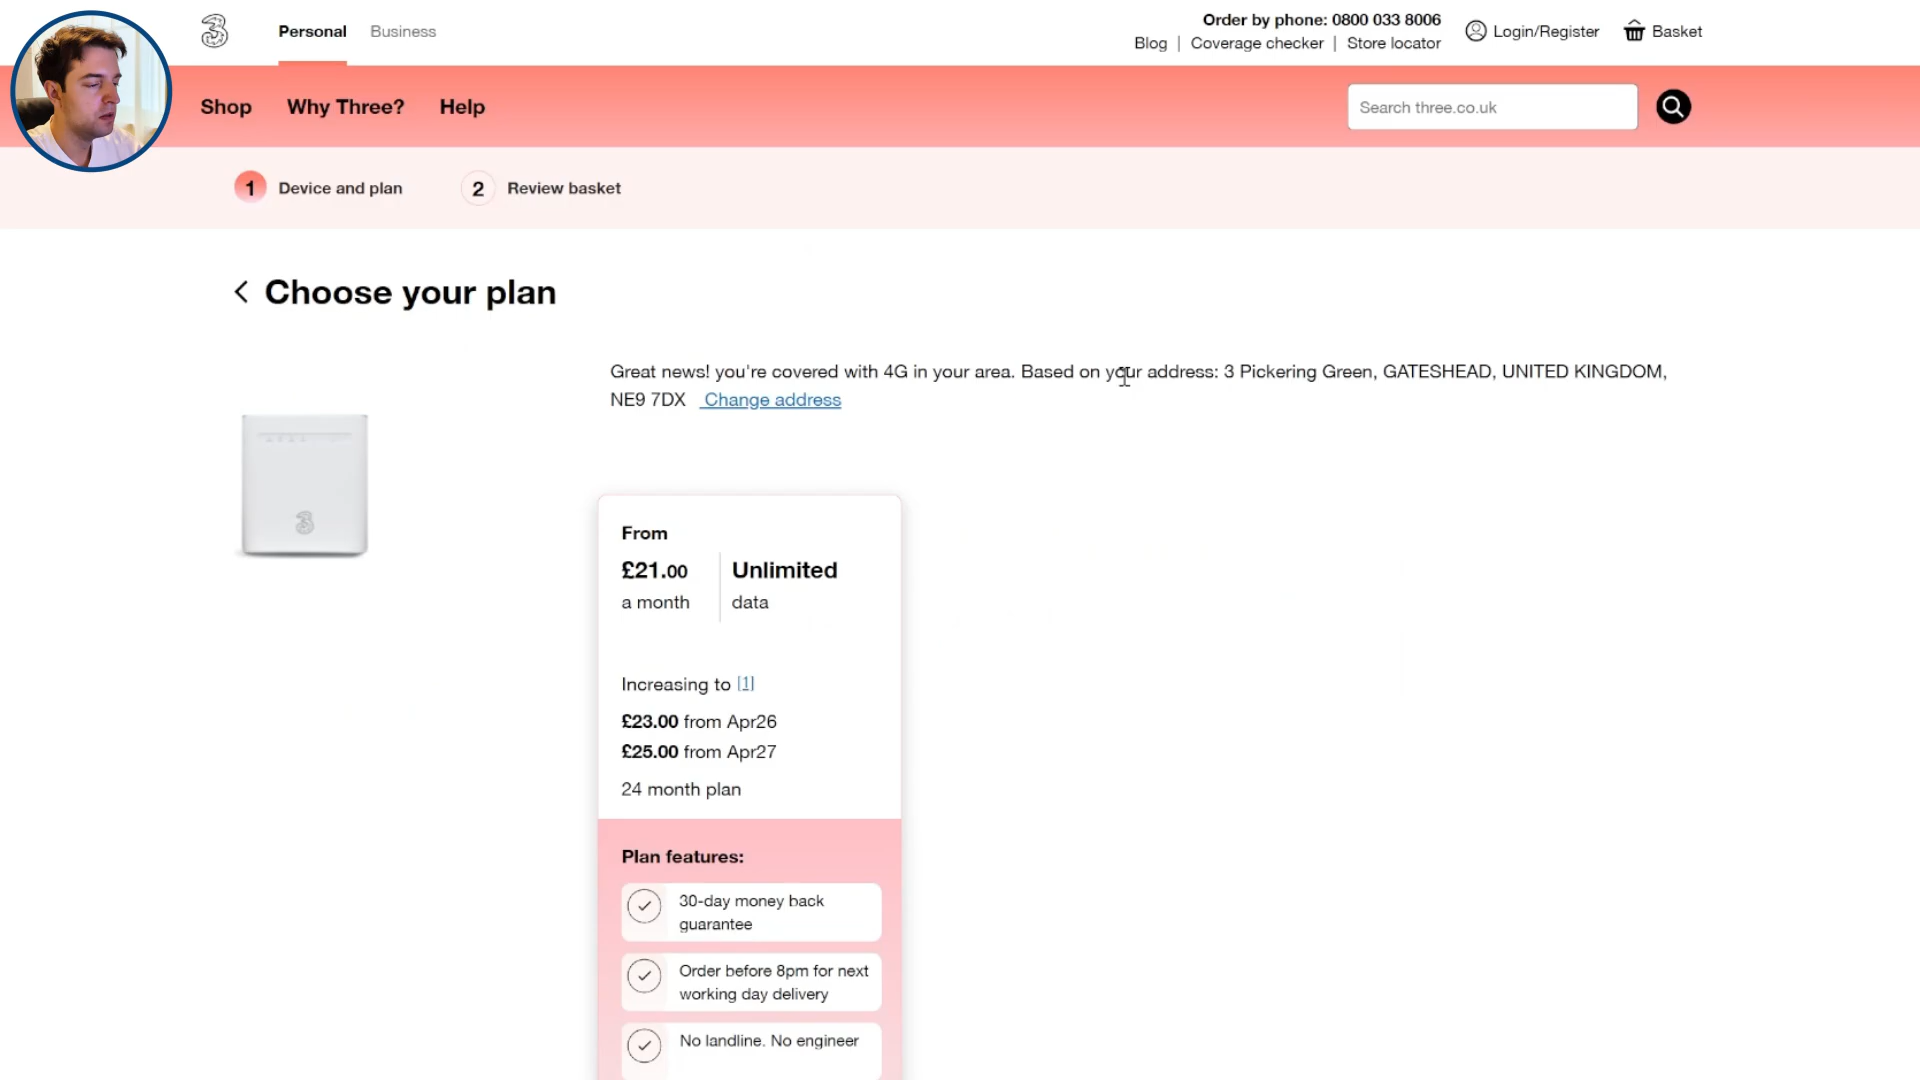 Personal
Business
Order by phone: 0800 033 8006
Blog | Coverage checker | Store locator
Login/Register
Basket
Shop
Why Three?
Help
Search three.co.uk
1 Device and plan
2 Review basket
Choose your plan
Great news! you're covered with 4G in your area. Based on your address: 3 Pickering Green, GATESHEAD, UNITED KINGDOM,
NE9 7DX Change address
From
£21.00
a month
Unlimited
data
Increasing to [1]
£23.00 from Apr26
£25.00 from Apr27
24 month plan
Plan features:
30-day money back
guarantee
Order before 8pm for next
working day delivery
No landline. No engineer